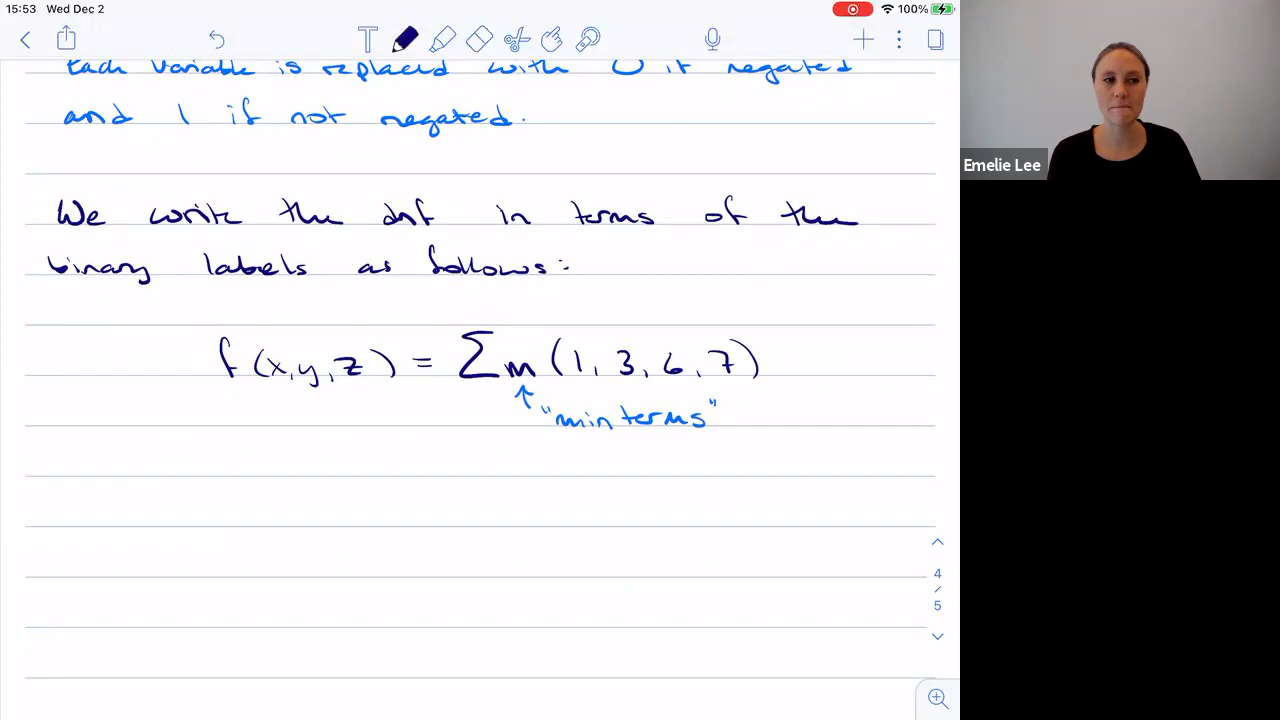 15:53 Wed Dec 2
100%
Each variable is replaced with 0 if negated
and 1 if not negated.
We write the dnf in terms of the
binary labels as follows:
f(x,y,z) = Σm(1, 3, 6, 7)
"minterms"
T
4
/
5
Emelie Lee